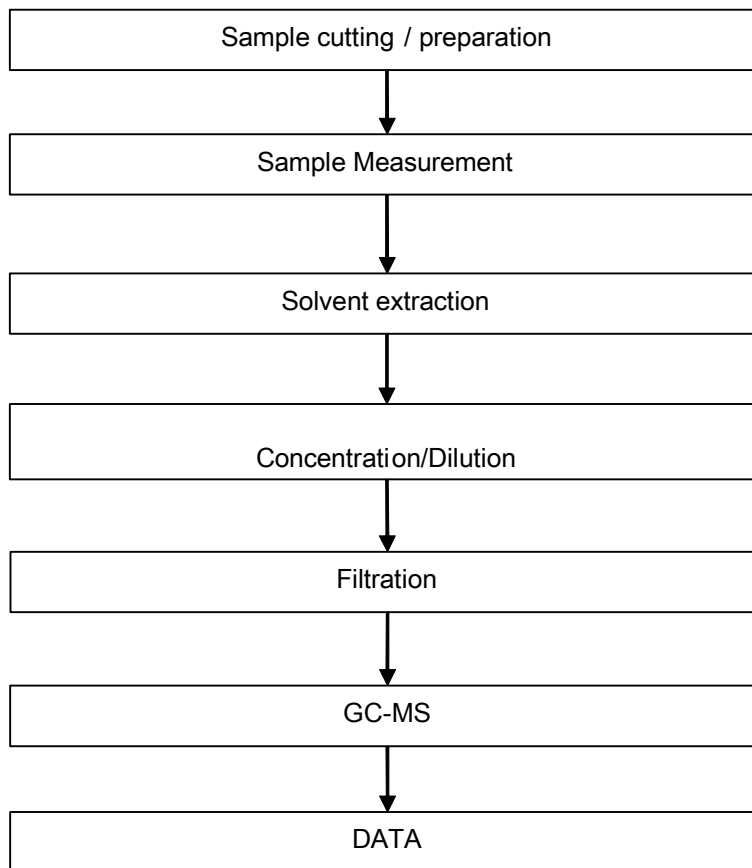 Sample cutting / preparation
Sample Measurement
Solvent extraction
Concentration/Dilution
Filtration
GC-MS
DATA